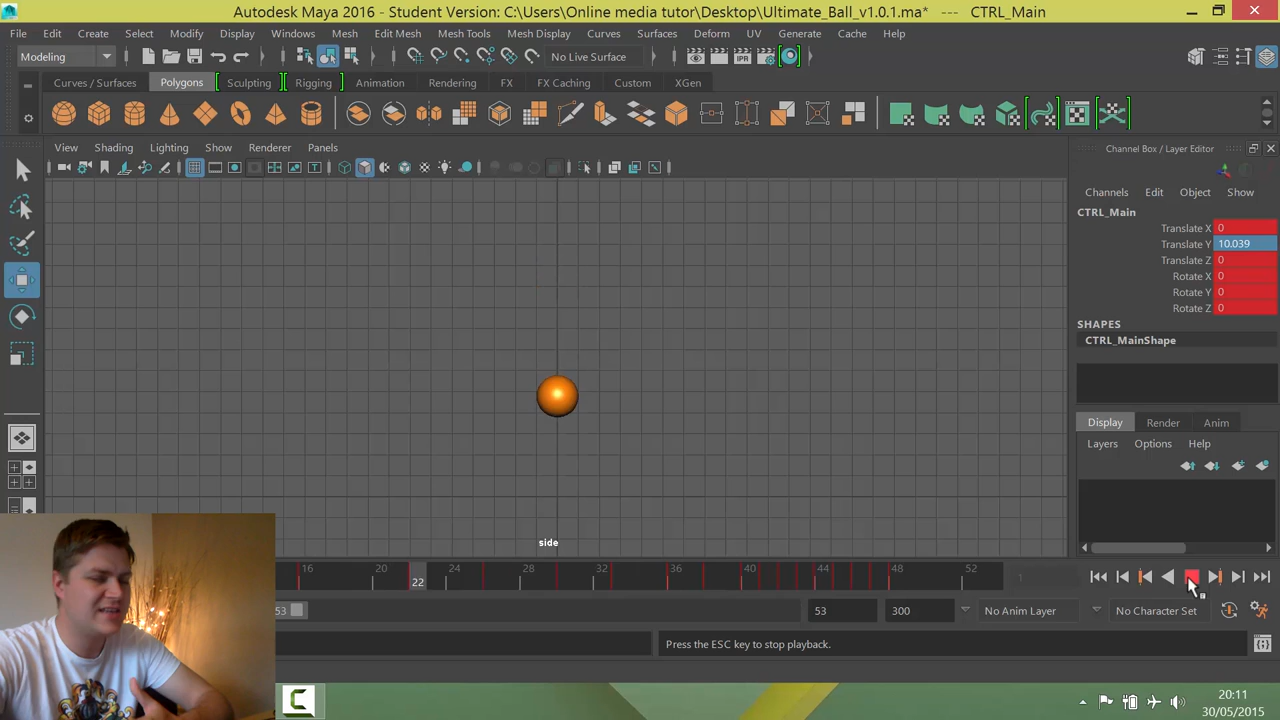 Autodesk Maya 2016 - Student Version: C:\Users\Online media tutor\Desktop\Ultimate_Ball_v1.0.1.ma* --- CTRL_Main
File Edit Create Select Modify Display Windows Mesh Edit Mesh Mesh Tools Mesh Display Curves Surfaces Deform UV Generate Cache Help
Modeling No Live Surface
Curves / Surfaces Polygons Sculpting Rigging Animation Rendering FX FX Caching Custom XGen
View Shading Lighting Show Renderer Panels
Channel Box / Layer Editor
Channels Edit Object Show
CTRL_Main
Translate X 0
Translate Y 10.039
Translate Z 0
Rotate X 0
Rotate Y 0
Rotate Z 0
SHAPES
CTRL_MainShape
Display Render Anim
Layers Options Help
side
16 20 22 24 28 32 36 40 44 48 52 1
53 53 300 No Anim Layer No Character Set
Press the ESC key to stop playback.
20:11
30/05/2015